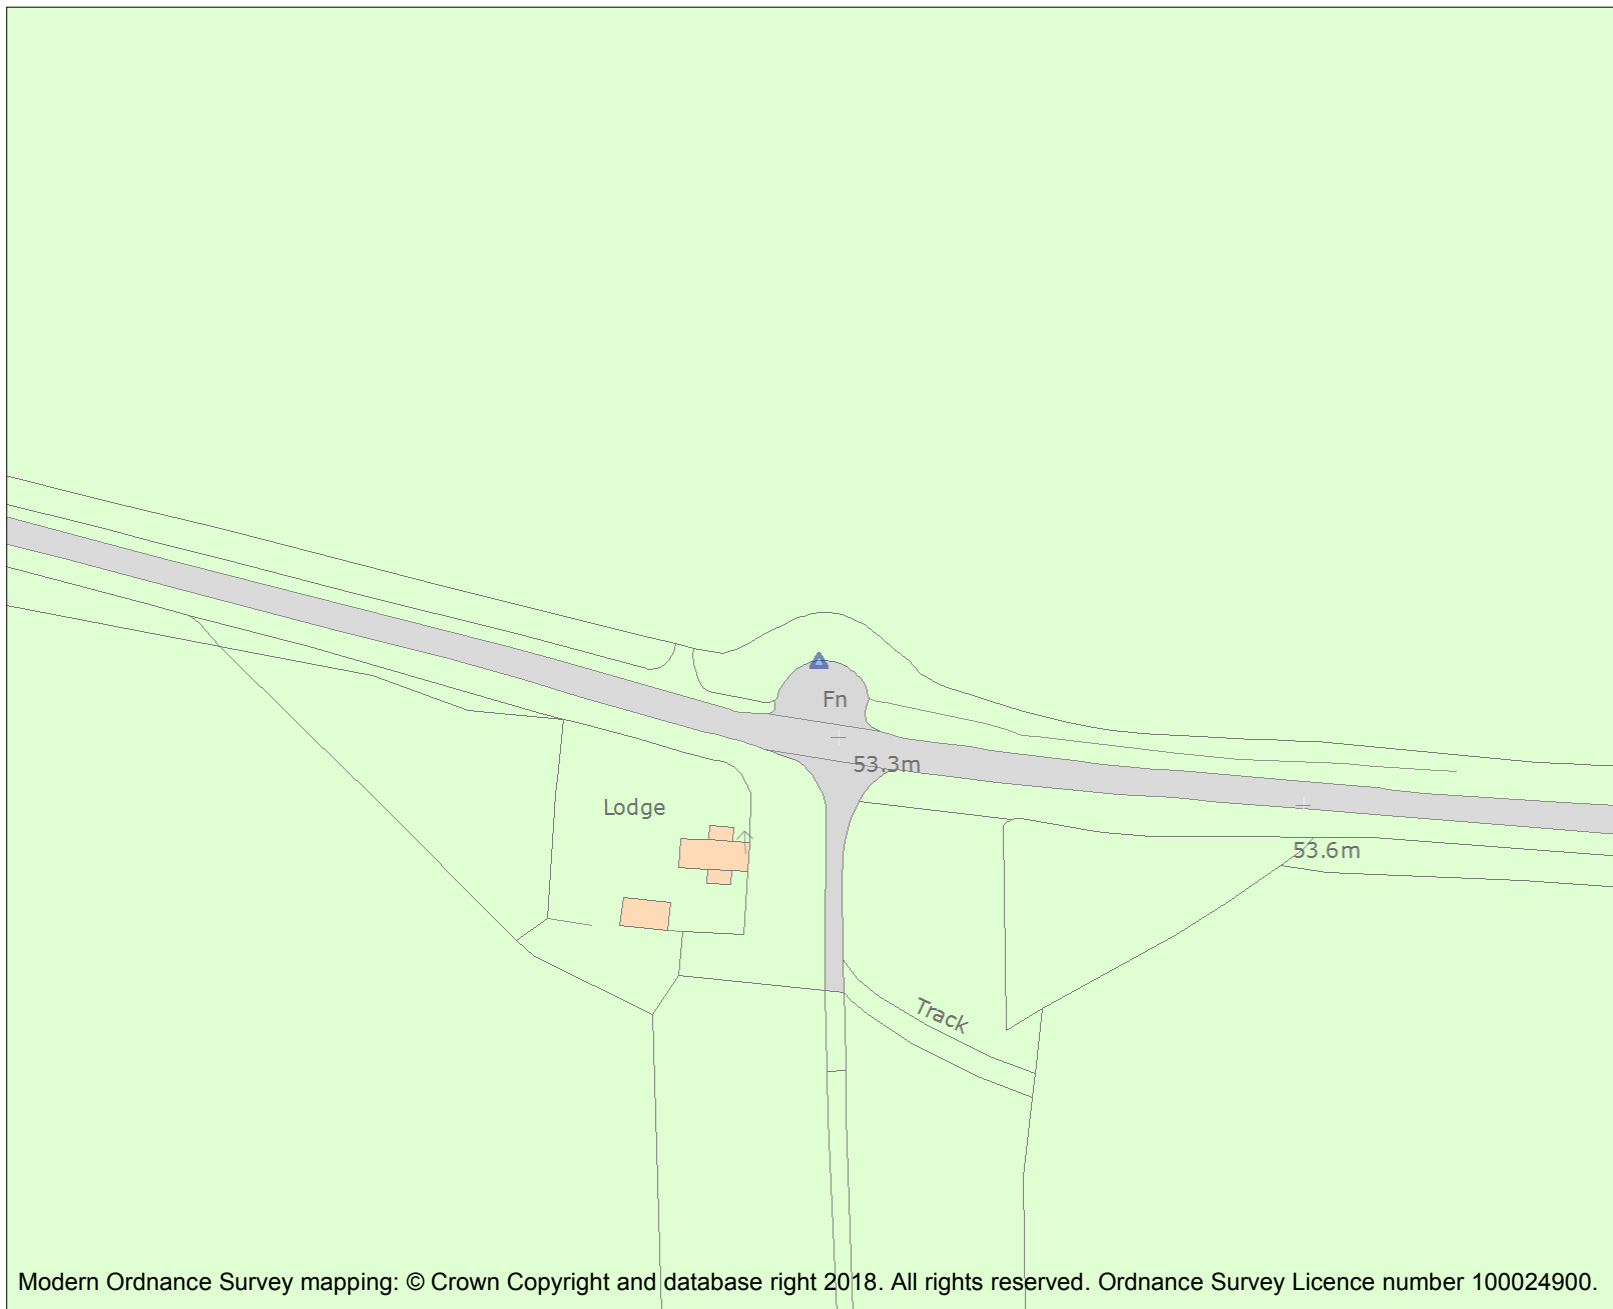 Fn
53.3m
Lodge
53.6m
Track
Modern Ordnance Survey mapping: © Crown Copyright and database right 2018. All rights reserved. Ordnance Survey Licence number 100024900.